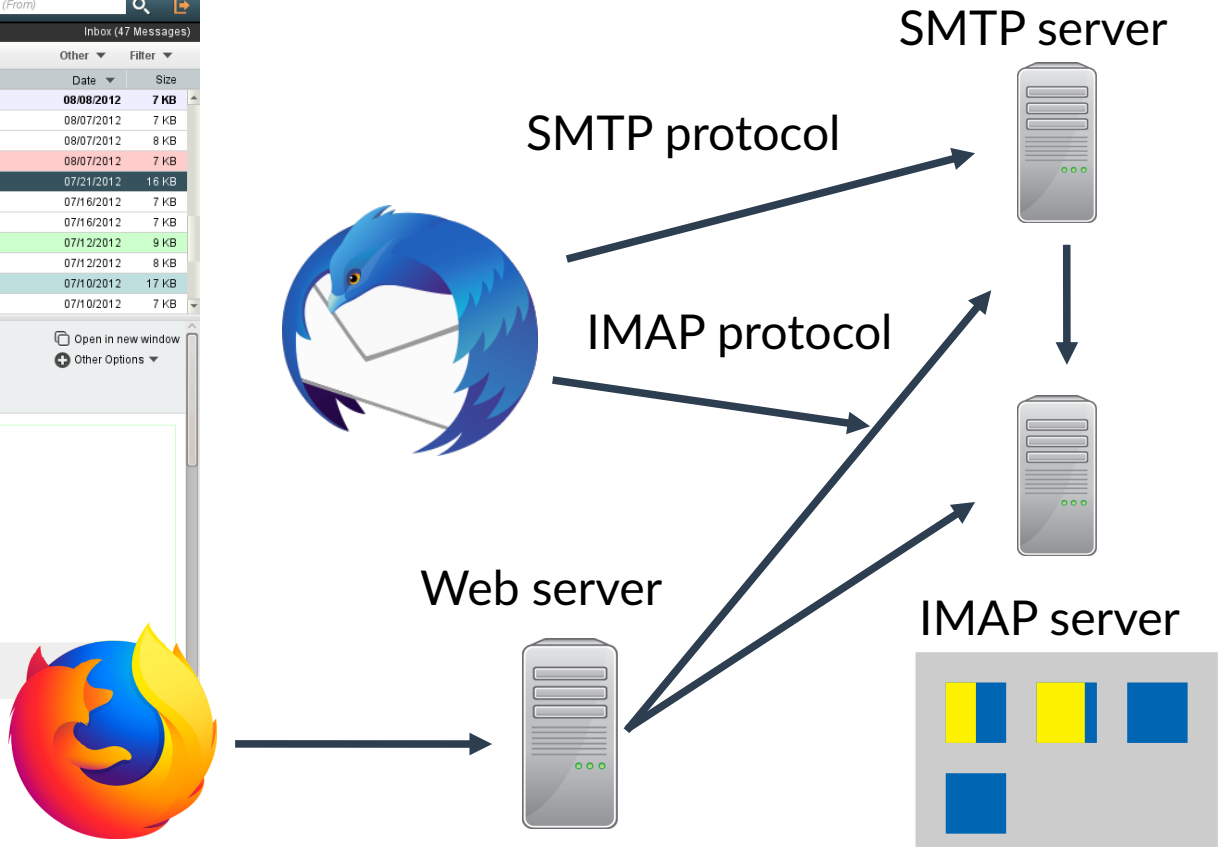 (From)
Inbox (47 Messages)
Other Filter
Date Size
08/08/2012 7 KB
08/07/2012 7 KB
08/07/2012 8 KB
08/07/2012 7 KB
07/21/2012 16 KB
07/16/2012 7 KB
07/16/2012 7 KB
07/12/2012 9 KB
07/12/2012 8 KB
07/10/2012 17 KB
07/10/2012 7 KB
Open in new window
Other Options
SMTP server
SMTP protocol
IMAP protocol
Web server
IMAP server